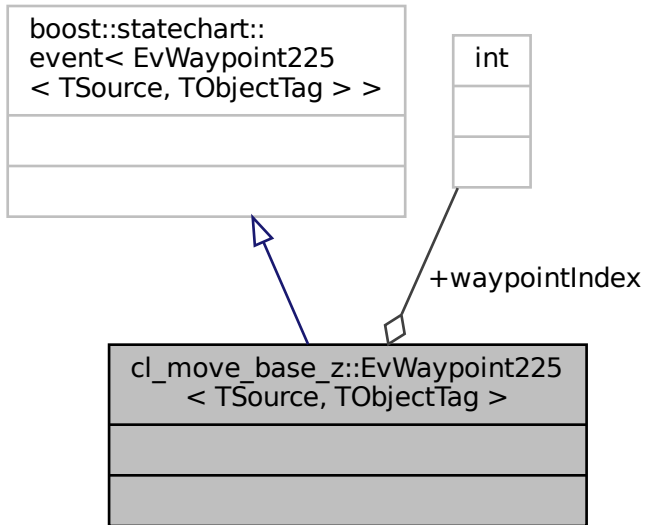 boost::statechart::
event< EvWaypoint225
< TSource, TObjectTag > >
int
+waypointIndex
cl_move_base_z::EvWaypoint225
< TSource, TObjectTag >